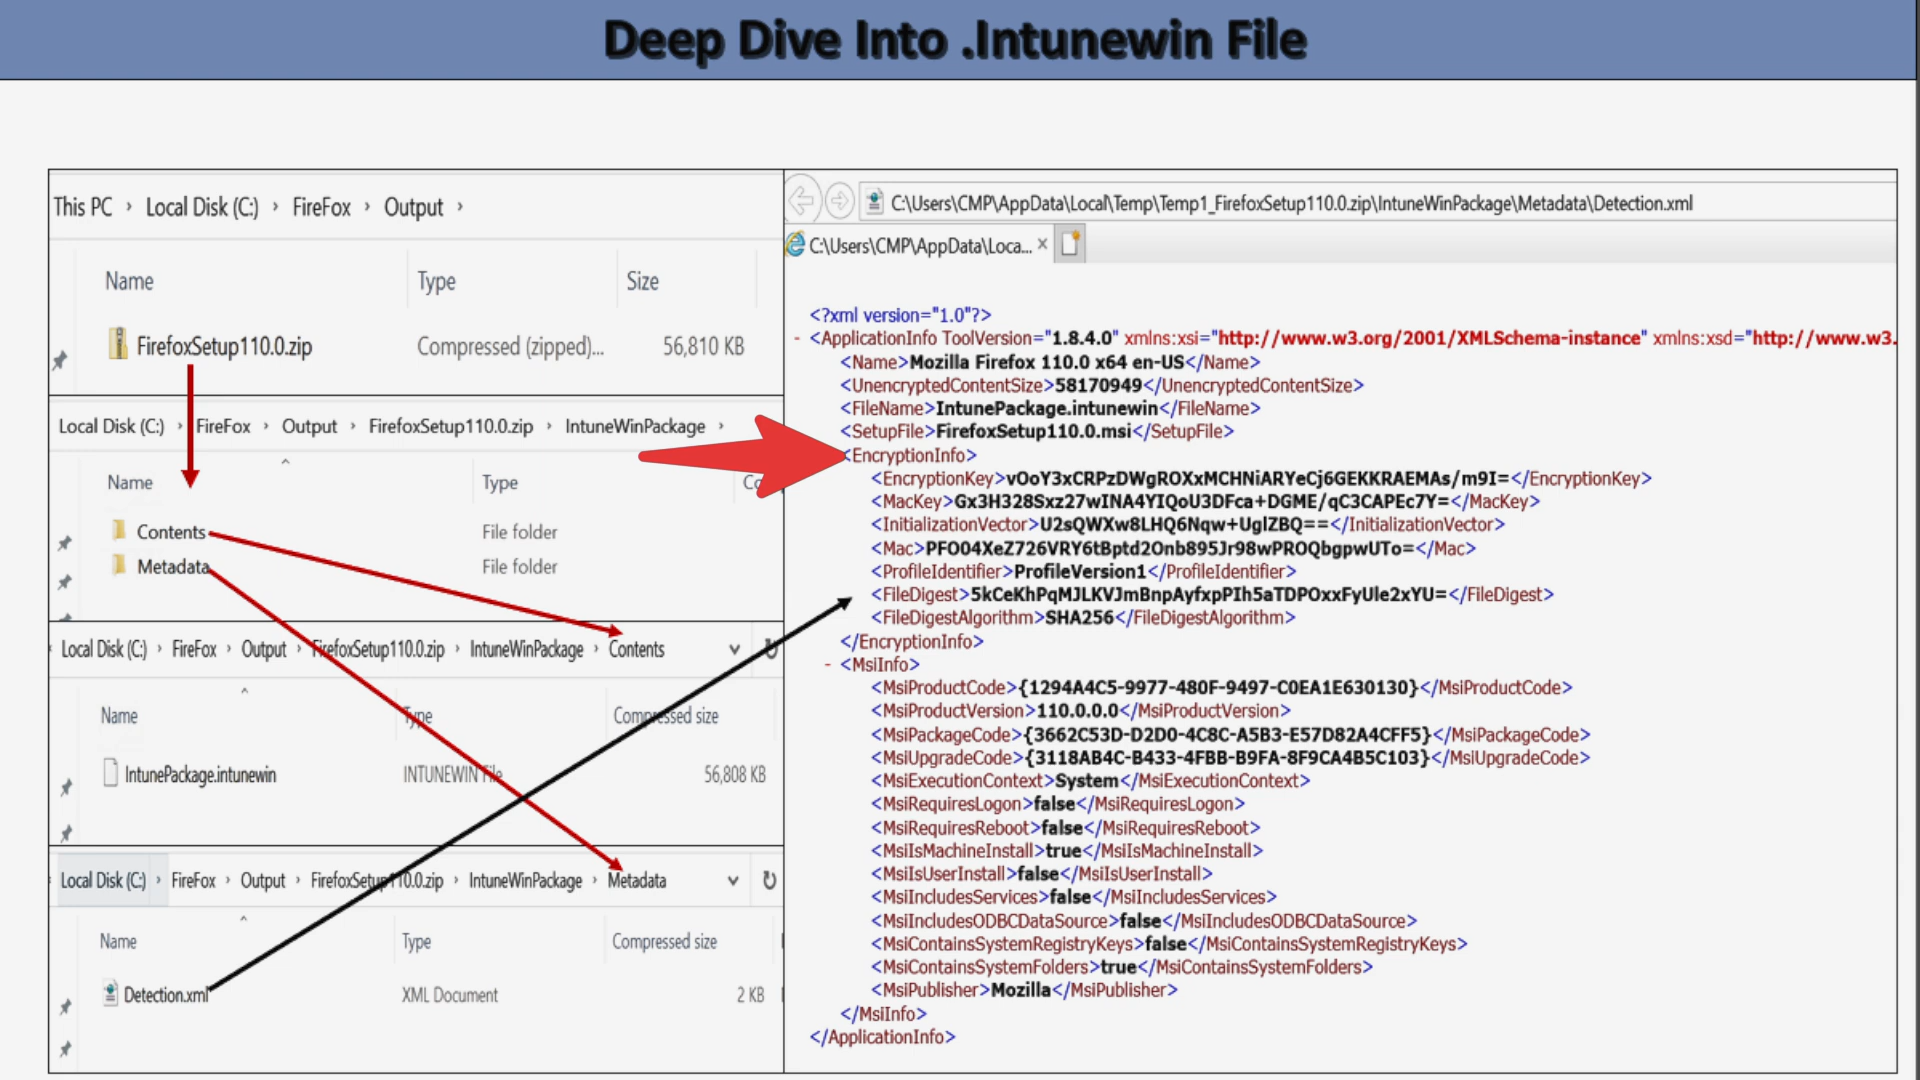 Deep Dive Into .Intunewin File
This PC › Local Disk (C:) › FireFox › Output ›
Name Type Size
FirefoxSetup110.0.zip Compressed (zipped)... 56,810 KB
Local Disk (C:) › FireFox › Output › FirefoxSetup110.0.zip › IntuneWinPackage ›
Name Type
Contents File folder
Metadata File folder
Local Disk (C:) › FireFox › Output › FirefoxSetup110.0.zip › IntuneWinPackage › Contents
Name Type Compressed size
IntunePackage.intunewin INTUNEWIN File 56,808 KB
Local Disk (C:) › FireFox › Output › FirefoxSetup110.0.zip › IntuneWinPackage › Metadata
Name Type Compressed size
Detection.xml XML Document 2 KB
C:\Users\CMP\AppData\Local\Temp\Temp1_FirefoxSetup110.0.zip\IntuneWinPackage\Metadata\Detection.xml
C:\Users\CMP\AppData\Loca... ×
<?xml version="1.0"?>
- <ApplicationInfo ToolVersion="1.8.4.0" xmlns:xsi="http://www.w3.org/2001/XMLSchema-instance" xmlns:xsd="http://www.w3.
<Name>Mozilla Firefox 110.0 x64 en-US</Name>
<UnencryptedContentSize>58170949</UnencryptedContentSize>
<FileName>IntunePackage.intunewin</FileName>
<SetupFile>FirefoxSetup110.0.msi</SetupFile>
<EncryptionInfo>
<EncryptionKey>vOoY3xCRPzDWgROXxMCHNiARYeCj6GEKKRAEMAs/m9I=</EncryptionKey>
<MacKey>Gx3H328Sxz27wINA4YIQoU3DFca+DGME/qC3CAPEc7Y=</MacKey>
<InitializationVector>U2sQWXw8LHQ6Nqw+UglZBQ==</InitializationVector>
<Mac>PFO04XeZ726VRY6tBptd2Onb895Jr98wPROQbgpwUTo=</Mac>
<ProfileIdentifier>ProfileVersion1</ProfileIdentifier>
<FileDigest>5kCeKhPqMJLKVJmBnpAyfxpPIh5aTDPOxxFyUle2xYU=</FileDigest>
<FileDigestAlgorithm>SHA256</FileDigestAlgorithm>
</EncryptionInfo>
- <MsiInfo>
<MsiProductCode>{1294A4C5-9977-480F-9497-C0EA1E630130}</MsiProductCode>
<MsiProductVersion>110.0.0.0</MsiProductVersion>
<MsiPackageCode>{3662C53D-D2D0-4C8C-A5B3-E57D82A4CFF5}</MsiPackageCode>
<MsiUpgradeCode>{3118AB4C-B433-4FBB-B9FA-8F9CA4B5C103}</MsiUpgradeCode>
<MsiExecutionContext>System</MsiExecutionContext>
<MsiRequiresLogon>false</MsiRequiresLogon>
<MsiRequiresReboot>false</MsiRequiresReboot>
<MsiIsMachineInstall>true</MsiIsMachineInstall>
<MsiIsUserInstall>false</MsiIsUserInstall>
<MsiIncludesServices>false</MsiIncludesServices>
<MsiIncludesODBCDataSource>false</MsiIncludesODBCDataSource>
<MsiContainsSystemRegistryKeys>false</MsiContainsSystemRegistryKeys>
<MsiContainsSystemFolders>true</MsiContainsSystemFolders>
<MsiPublisher>Mozilla</MsiPublisher>
</MsiInfo>
</ApplicationInfo>